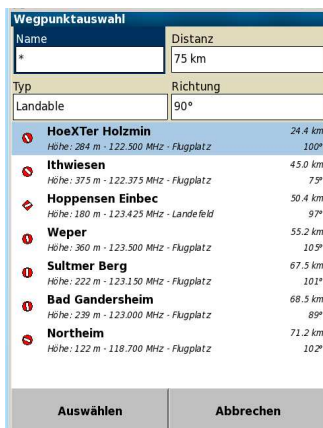 Wegpunktauswahl
Name Distanz
* 75 km
Typ Richtung
Landable 90°
HoeXTer Holzmin 24.4 km
Höhe: 284 m - 122.500 MHz - Flugplatz 100°
Ithwiesen 45.0 km
Höhe: 375 m - 122.375 MHz - Flugplatz 75°
Hoppensen Einbec 50.4 km
Höhe: 180 m - 123.425 MHz - Landefeld 97°
Weper 55.2 km
Höhe: 360 m - 123.500 MHz - Flugplatz 105°
Sultmer Berg 67.5 km
Höhe: 222 m - 123.150 MHz - Flugplatz 101°
Bad Gandersheim 68.5 km
Höhe: 239 m - 123.000 MHz - Flugplatz 89°
Northeim 71.2 km
Höhe: 122 m - 118.700 MHz - Flugplatz 102°
Auswählen Abbrechen